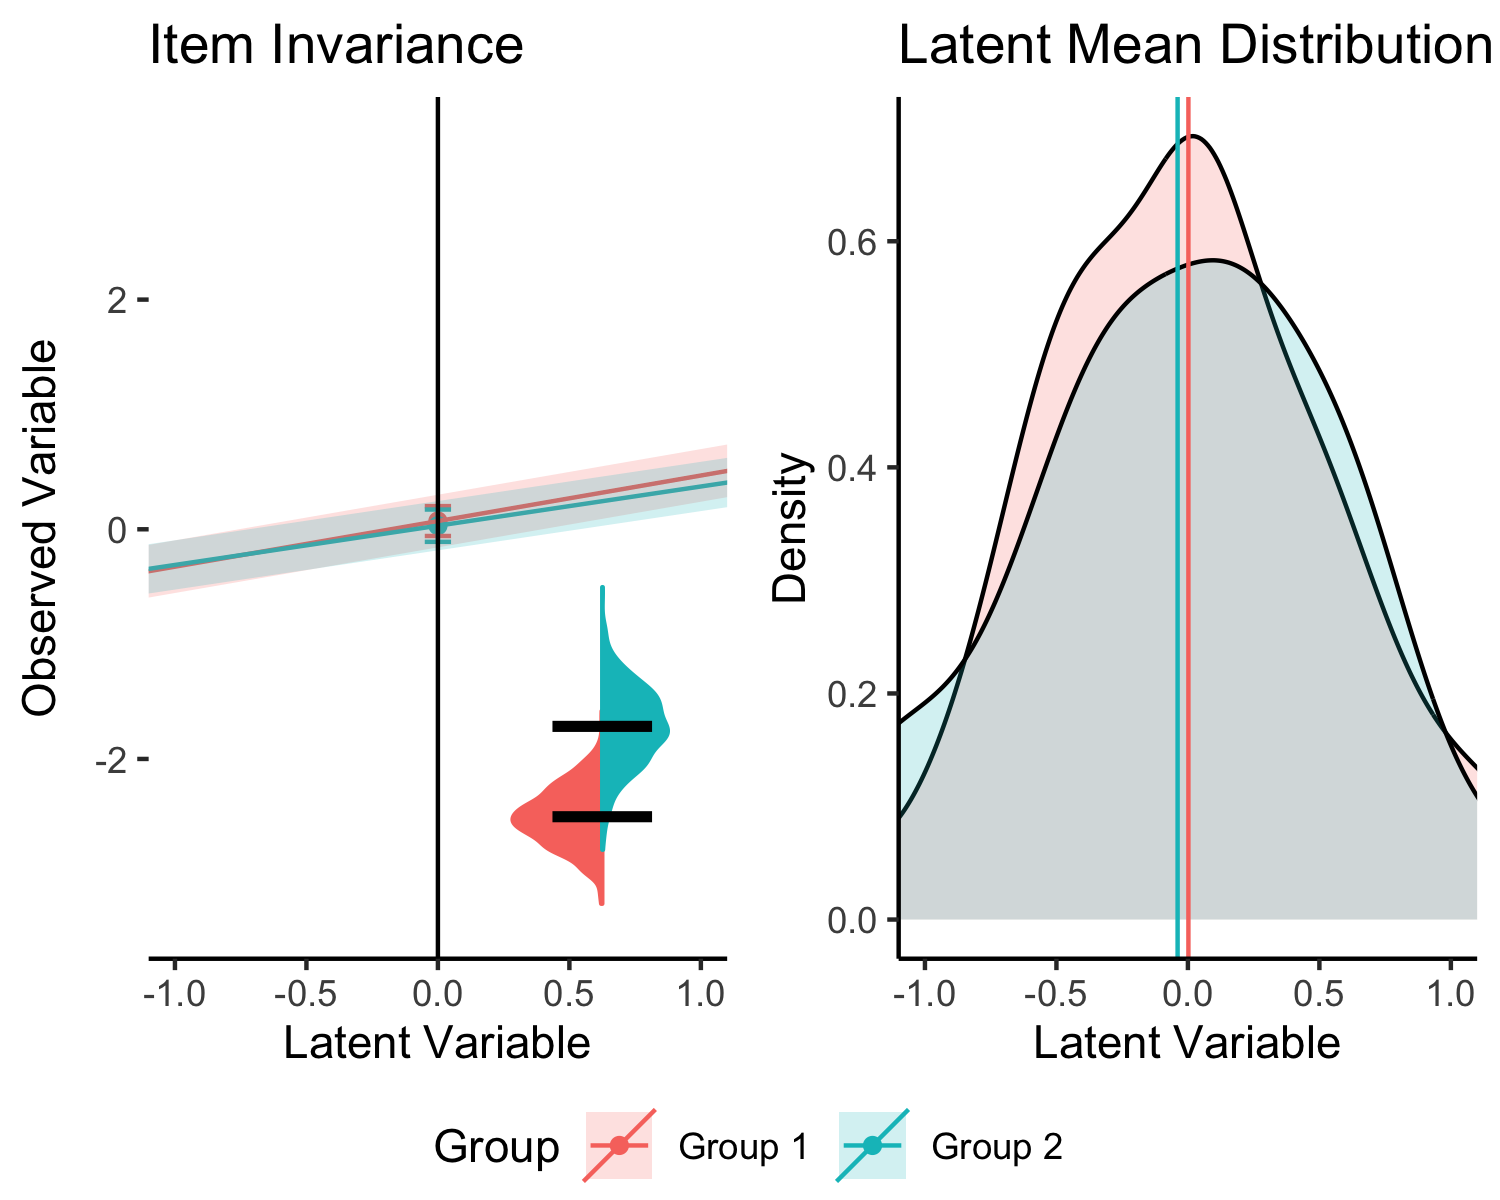 Item Invariance
Observed Variable
2
0
-2
-1.0 -0.5 0.0 0.5 1.0
Latent Variable
Latent Mean Distribution
Density
0.6
0.4
0.2
0.0
-1.0 -0.5 0.0 0.5 1.0
Latent Variable
Group Group 1 Group 2